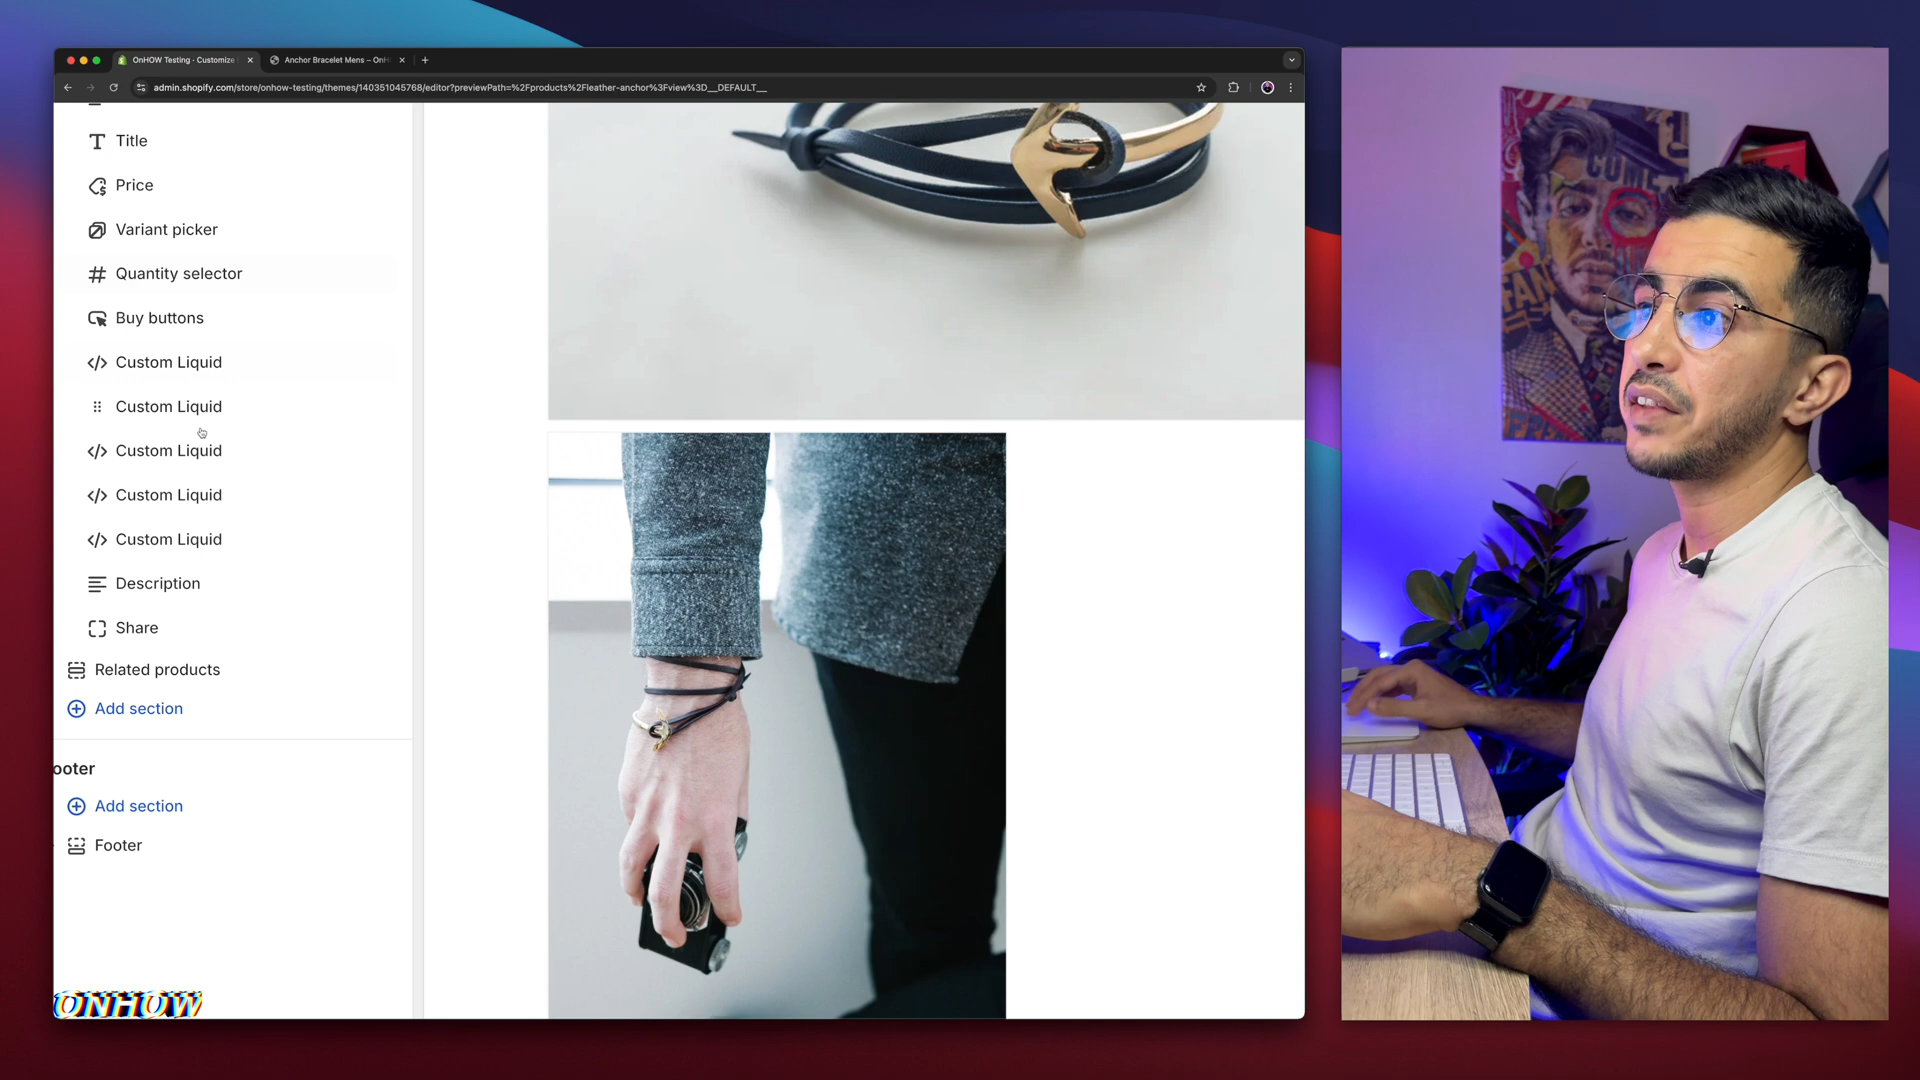 OnHOW Testing · Customize
Anchor Bracelet Mens – OnH
admin.shopify.com/store/onhow-testing/themes/140351045768/editor?previewPath=%2Fproducts%2Fleather-anchor%3Fview%3D__DEFAULT__
Title
Price
Variant picker
Quantity selector
Buy buttons
Custom Liquid
Custom Liquid
Custom Liquid
Custom Liquid
Custom Liquid
Description
Share
Related products
Add section
ooter
Add section
Footer
ONHOW
COME
FAN